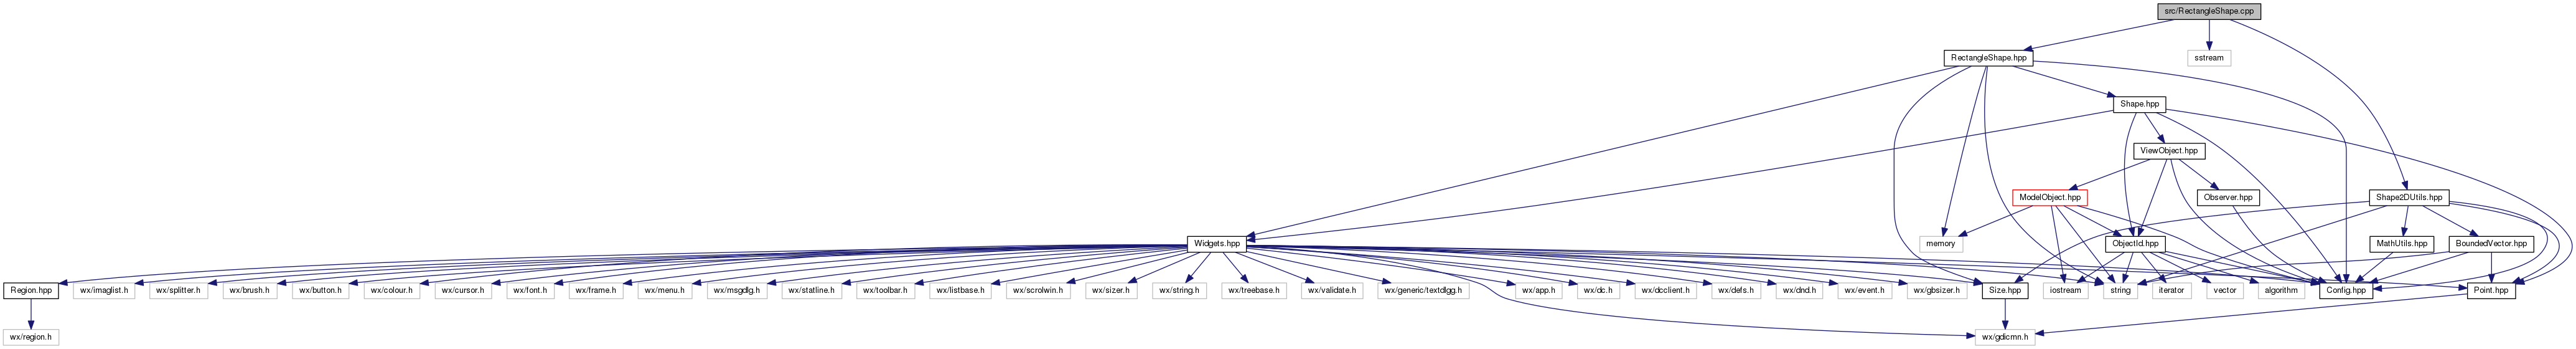 src/RectangleShape.cpp
RectangleShape.hpp
sstream
Shape.hpp
ViewObject.hpp
ModelObject.hpp
Observer.hpp
Shape2DUtils.hpp
Widgets.hpp
memory
ObjectId.hpp
MathUtils.hpp
BoundedVector.hpp
Region.hpp
wx/imaglist.h
wx/splitter.h
wx/brush.h
wx/button.h
wx/colour.h
wx/cursor.h
wx/font.h
wx/frame.h
wx/menu.h
wx/msgdlg.h
wx/statline.h
wx/toolbar.h
wx/listbase.h
wx/scrolwin.h
wx/sizer.h
wx/string.h
wx/treebase.h
wx/validate.h
wx/generic/textdlgg.h
wx/app.h
wx/dc.h
wx/dcclient.h
wx/defs.h
wx/dnd.h
wx/event.h
wx/gbsizer.h
Size.hpp
iostream
string
iterator
vector
algorithm
Config.hpp
Point.hpp
wx/region.h
wx/gdicmn.h